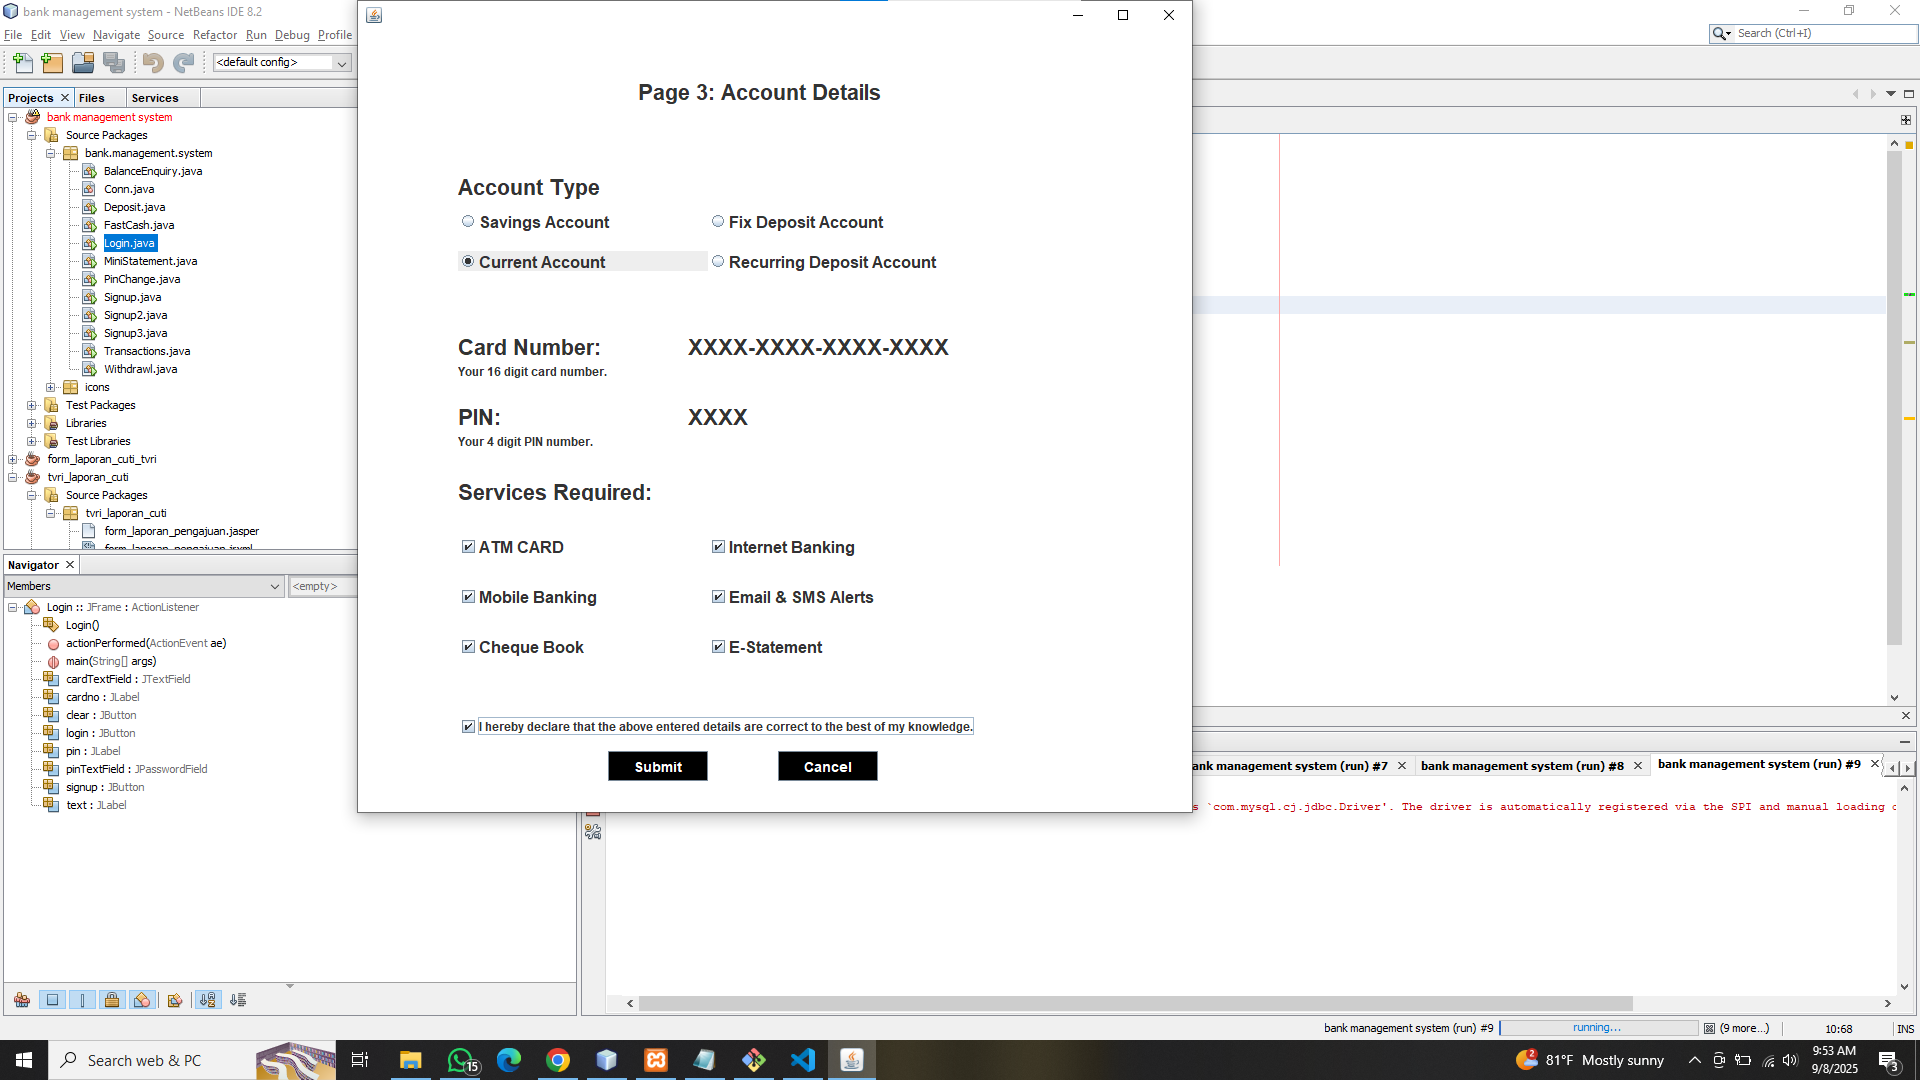 bank management system - NetBeans IDE 8.2
File Edit View Navigate Source Refactor Run Debug Profile
Search (Ctrl+I)
<default config>
Projects Files Services
bank management system
Source Packages
bank.management.system
BalanceEnquiry.java
Conn.java
Deposit.java
FastCash.java
Login.java
MiniStatement.java
PinChange.java
Signup.java
Signup2.java
Signup3.java
Transactions.java
Withdrawl.java
icons
Test Packages
Libraries
Test Libraries
form_laporan_cuti_tvri
tvri_laporan_cuti
Source Packages
tvri_laporan_cuti
form_laporan_pengajuan.jasper
form_laporan_pengajuan.jrxml
Navigator
Members
<empty>
Login :: JFrame : ActionListener
Login()
actionPerformed(ActionEvent ae)
main(String[] args)
cardTextField : JTextField
cardno : JLabel
clear : JButton
login : JButton
pin : JLabel
pinTextField : JPasswordField
signup : JButton
text : JLabel
Page 3: Account Details
Account Type
Savings Account Fix Deposit Account
Current Account Recurring Deposit Account
Card Number: XXXX-XXXX-XXXX-XXXX
Your 16 digit card number.
PIN: XXXX
Your 4 digit PIN number.
Services Required:
ATM CARD Internet Banking
Mobile Banking Email & SMS Alerts
Cheque Book E-Statement
I hereby declare that the above entered details are correct to the best of my knowledge.
Submit Cancel
ank management system (run) #7 bank management system (run) #8 bank management system (run) #9
s `com.mysql.cj.jdbc.Driver'. The driver is automatically registered via the SPI and manual loading
bank management system (run) #9 running... (9 more...) 10:68 INS
Search web & PC
15
2
81°F Mostly sunny
9:53 AM
9/8/2025
3